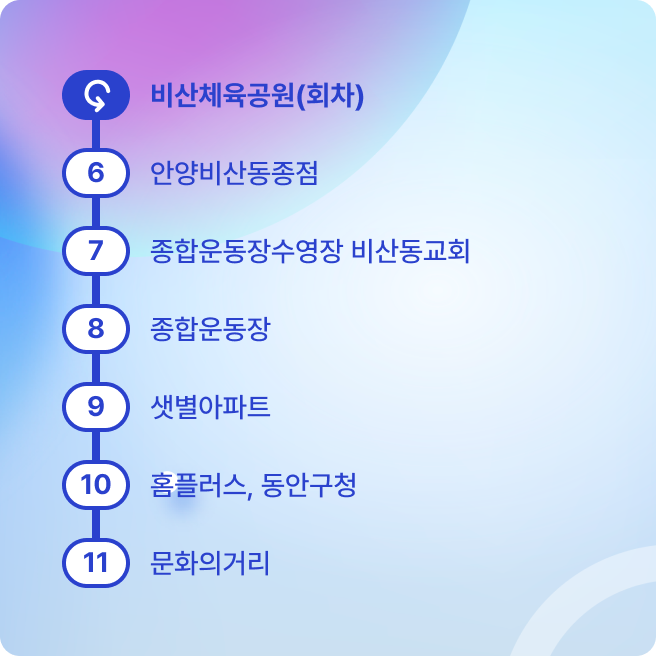 비산체육공원(회차)
6 안양비산동종점
7 종합운동장수영장 비산동교회
8 종합운동장
9 샛별아파트
10 홈플러스, 동안구청
11 문화의거리